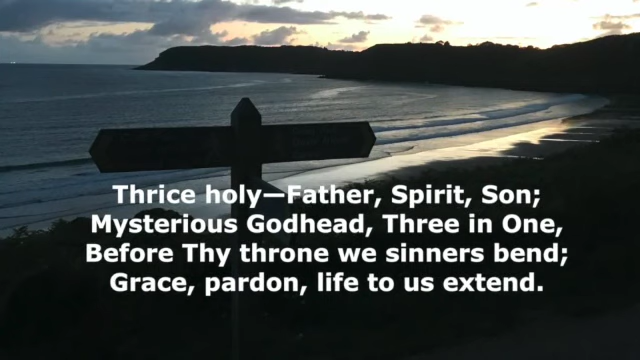 Thrice holy—Father, Spirit, Son;
Mysterious Godhead, Three in One,
Before Thy throne we sinners bend;
Grace, pardon, life to us extend.